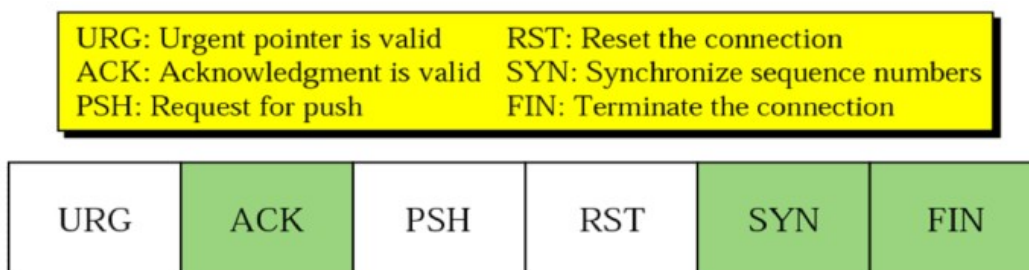 URG: Urgent pointer is valid RST: Reset the connection
ACK: Acknowledgment is valid SYN: Synchronize sequence numbers
PSH: Request for push FIN: Terminate the connection
URG ACK PSH RST SYN FIN